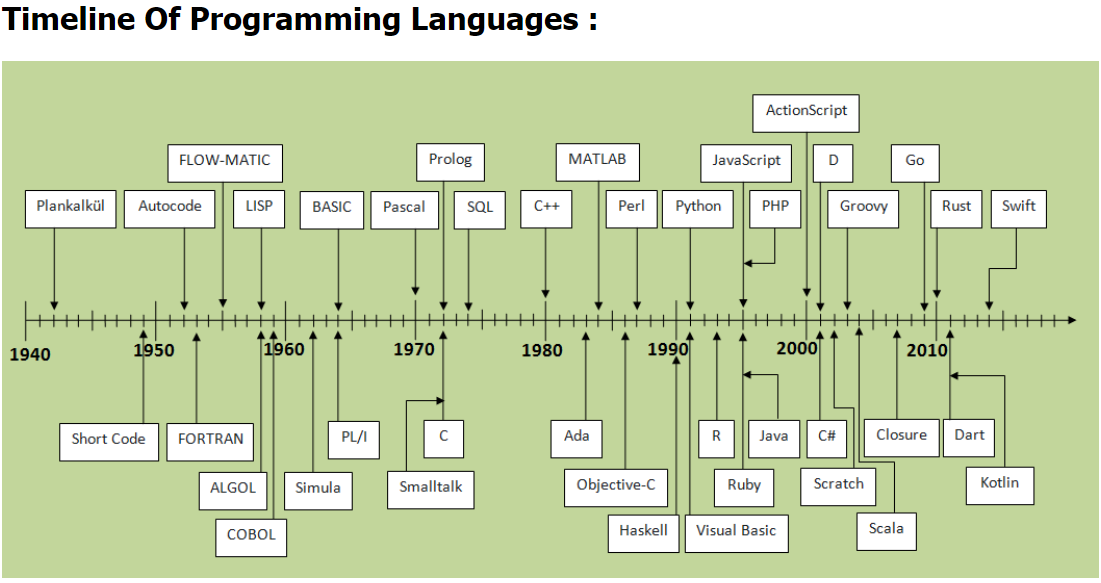 Timeline Of Programming Languages :
ActionScript
FLOW-MATIC
Prolog
MATLAB
JavaScript
D
Go
Plankalkül
Autocode
LISP
BASIC
Pascal
SQL
C++
Perl
Python
PHP
Groovy
Rust
Swift
1940
1950
1960
1970
1980
1990
2000
2010
Short Code
FORTRAN
PL/I
C
Ada
R
Java
C#
Closure
Dart
ALGOL
Simula
Smalltalk
Objective-C
Ruby
Scratch
Kotlin
COBOL
Haskell
Visual Basic
Scala